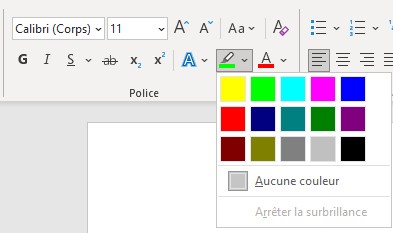 Calibri (Corps) 11 A A Aa A
G I S ab x₂ x² A A
Police
Aucune couleur
Arrêter la surbrillance